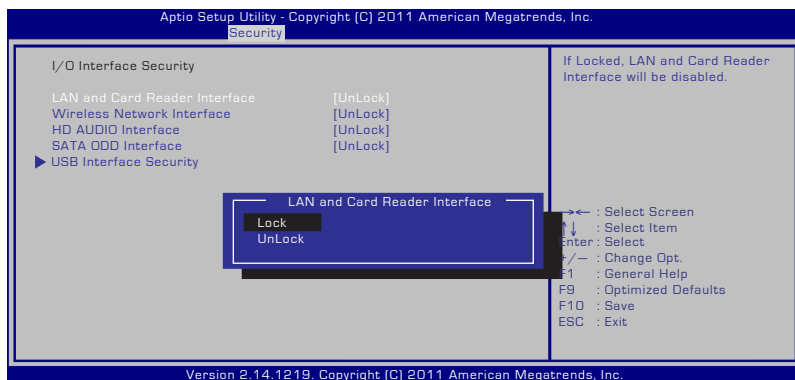 Aptio Setup Utility - Copyright (C) 2011 American Megatrends, Inc.
Security
I/O Interface Security
LAN and Card Reader Interface [UnLock]
Wireless Network Interface [UnLock]
HD AUDIO Interface [UnLock]
SATA ODD Interface [UnLock]
USB Interface Security
LAN and Card Reader Interface
Lock
UnLock
If Locked, LAN and Card Reader
Interface will be disabled.
→← : Select Screen
↑↓ : Select Item
Enter : Select
+/— : Change Opt.
F1 : General Help
F9 : Optimized Defaults
F10 : Save
ESC : Exit
Version 2.14.1219. Copyright (C) 2011 American Megatrends, Inc.